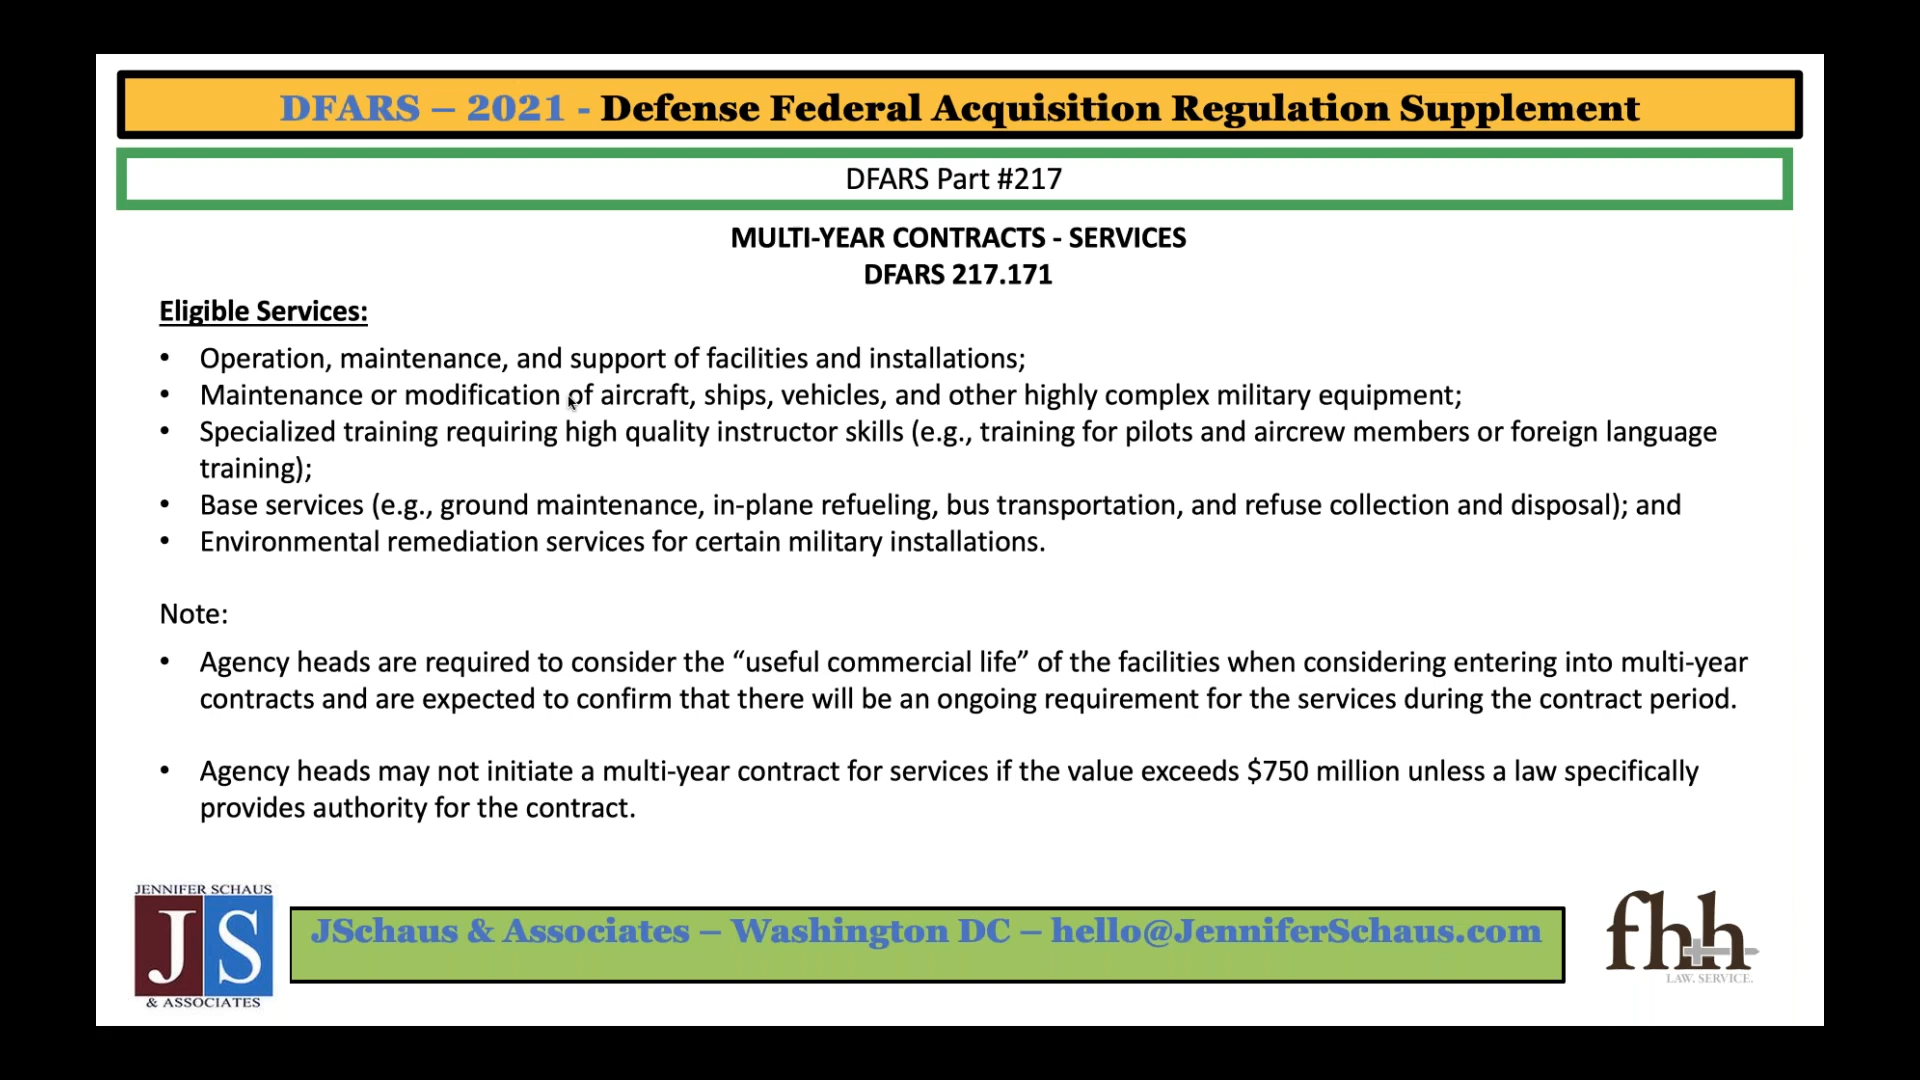 DFARS – 2021 - Defense Federal Acquisition Regulation Supplement
DFARS Part #217
MULTI-YEAR CONTRACTS - SERVICES
DFARS 217.171
Eligible Services:
• Operation, maintenance, and support of facilities and installations;
• Maintenance or modification of aircraft, ships, vehicles, and other highly complex military equipment;
• Specialized training requiring high quality instructor skills (e.g., training for pilots and aircrew members or foreign language
training);
• Base services (e.g., ground maintenance, in-plane refueling, bus transportation, and refuse collection and disposal); and
• Environmental remediation services for certain military installations.
Note:
• Agency heads are required to consider the “useful commercial life” of the facilities when considering entering into multi-year
contracts and are expected to confirm that there will be an ongoing requirement for the services during the contract period.
• Agency heads may not initiate a multi-year contract for services if the value exceeds $750 million unless a law specifically
provides authority for the contract.
JENNIFER SCHAUS
JS
& ASSOCIATES
JSchaus & Associates – Washington DC – hello@JenniferSchaus.com
fhh
LAW. SERVICE.